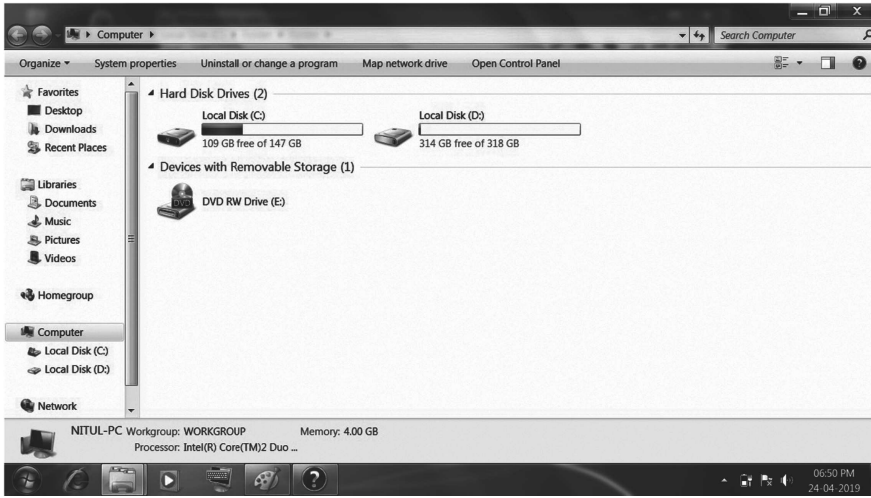 Computer
Search Computer
Organize System properties Uninstall or change a program Map network drive Open Control Panel
Favorites
Desktop
Downloads
Recent Places
Libraries
Documents
Music
Pictures
Videos
Homegroup
Computer
Local Disk (C:)
Local Disk (D:)
Network
Hard Disk Drives (2)
Local Disk (C:)
109 GB free of 147 GB
Local Disk (D:)
314 GB free of 318 GB
Devices with Removable Storage (1)
DVD
DVD RW Drive (E:)
NITUL-PC Workgroup: WORKGROUP Memory: 4.00 GB
Processor: Intel(R) Core(TM)2 Duo ...
06:50 PM
24-04-2019